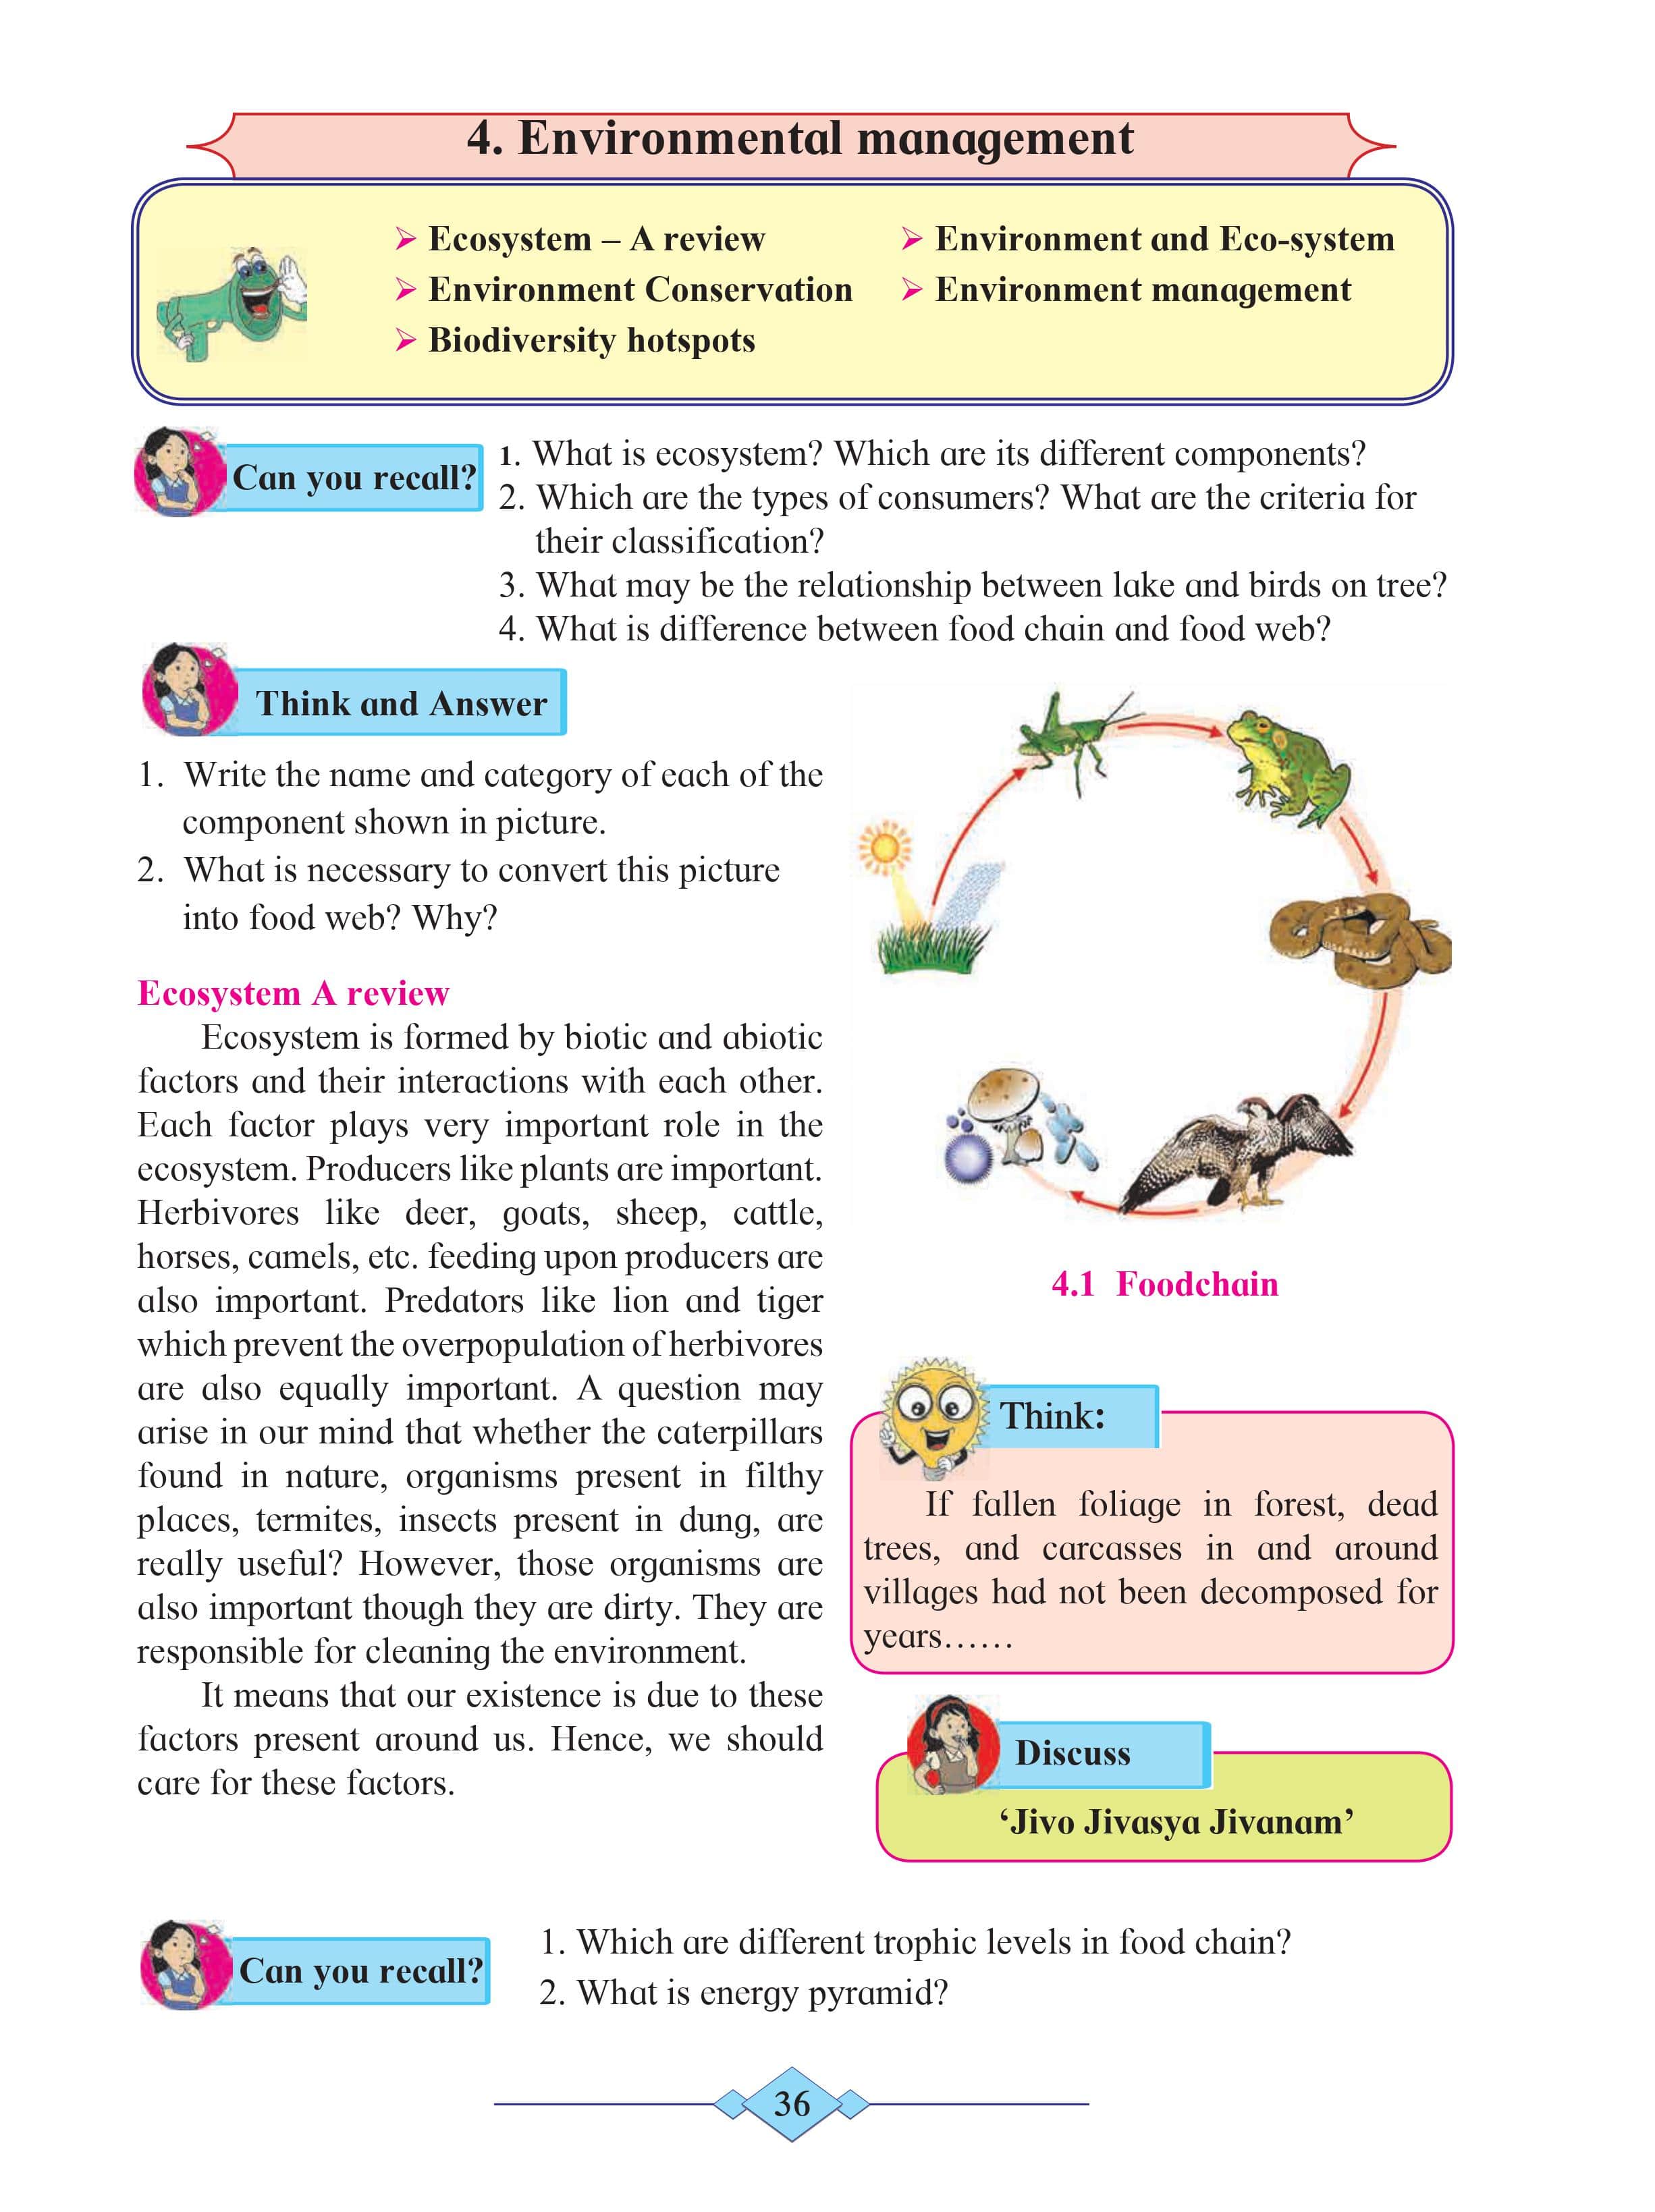 4. Environmental management
➢ Ecosystem – A review
➢ Environment and Eco-system
➢ Environment Conservation
➢ Environment management
➢ Biodiversity hotspots
Can you recall?
1. What is ecosystem? Which are its different components?
2. Which are the types of consumers? What are the criteria for
their classification?
3. What may be the relationship between lake and birds on tree?
4. What is difference between food chain and food web?
Think and Answer
1. Write the name and category of each of the
component shown in picture.
2. What is necessary to convert this picture
into food web? Why?
Ecosystem A review
Ecosystem is formed by biotic and abiotic
factors and their interactions with each other.
Each factor plays very important role in the
ecosystem. Producers like plants are important.
Herbivores like deer, goats, sheep, cattle,
horses, camels, etc. feeding upon producers are
also important. Predators like lion and tiger
which prevent the overpopulation of herbivores
are also equally important. A question may
arise in our mind that whether the caterpillars
found in nature, organisms present in filthy
places, termites, insects present in dung, are
really useful? However, those organisms are
also important though they are dirty. They are
responsible for cleaning the environment.
It means that our existence is due to these
factors present around us. Hence, we should
care for these factors.
4.1 Foodchain
Think:
If fallen foliage in forest, dead
trees, and carcasses in and around
villages had not been decomposed for
years……
Discuss
‘Jivo Jivasya Jivanam’
Can you recall?
1. Which are different trophic levels in food chain?
2. What is energy pyramid?
36